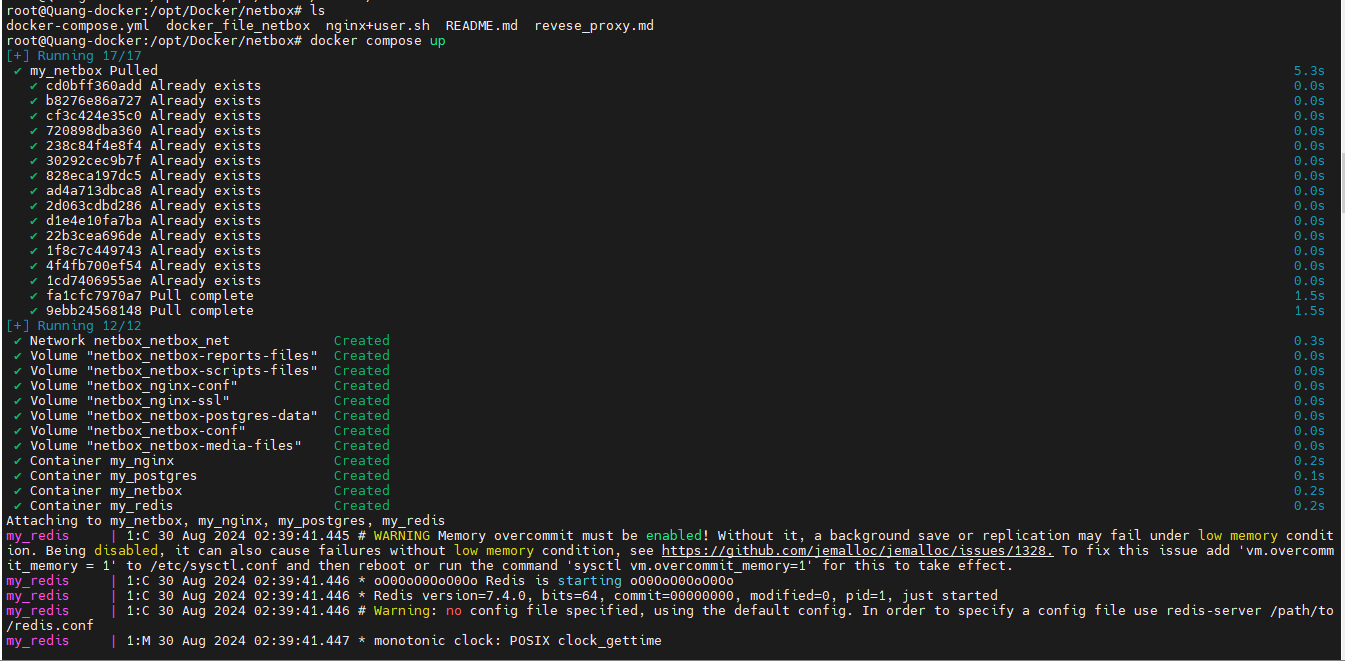 root@Quang-docker:/opt/Docker/netbox# ls
docker-compose.yml  docker_file_netbox  nginx+user.sh  README.md  revese_proxy.md
root@Quang-docker:/opt/Docker/netbox# docker compose up
[+] Running 17/17
✔ my_netbox Pulled 5.3s
✔ cd0bff360add Already exists 0.0s
✔ b8276e86a727 Already exists 0.0s
✔ cf3c424e35c0 Already exists 0.0s
✔ 720898dba360 Already exists 0.0s
✔ 238c84f4e8f4 Already exists 0.0s
✔ 30292cec9b7f Already exists 0.0s
✔ 828eca197dc5 Already exists 0.0s
✔ ad4a713dbca8 Already exists 0.0s
✔ 2d063cdbd286 Already exists 0.0s
✔ d1e4e10fa7ba Already exists 0.0s
✔ 22b3cea696de Already exists 0.0s
✔ 1f8c7c449743 Already exists 0.0s
✔ 4f4fb700ef54 Already exists 0.0s
✔ 1cd7406955ae Already exists 0.0s
✔ fa1cfc7970a7 Pull complete 1.5s
✔ 9ebb24568148 Pull complete 1.5s
[+] Running 12/12
✔ Network netbox_netbox_net Created 0.3s
✔ Volume "netbox_netbox-reports-files" Created 0.0s
✔ Volume "netbox_netbox-scripts-files" Created 0.0s
✔ Volume "netbox_nginx-conf" Created 0.0s
✔ Volume "netbox_nginx-ssl" Created 0.0s
✔ Volume "netbox_netbox-postgres-data" Created 0.0s
✔ Volume "netbox_netbox-conf" Created 0.0s
✔ Volume "netbox_netbox-media-files" Created 0.0s
✔ Container my_nginx Created 0.2s
✔ Container my_postgres Created 0.1s
✔ Container my_netbox Created 0.2s
✔ Container my_redis Created 0.2s
Attaching to my_netbox, my_nginx, my_postgres, my_redis
my_redis | 1:C 30 Aug 2024 02:39:41.445 # WARNING Memory overcommit must be enabled! Without it, a background save or replication may fail under low memory condit
ion. Being disabled, it can also cause failures without low memory condition, see https://github.com/jemalloc/jemalloc/issues/1328. To fix this issue add 'vm.overcomm
it_memory = 1' to /etc/sysctl.conf and then reboot or run the command 'sysctl vm.overcommit_memory=1' for this to take effect.
my_redis | 1:C 30 Aug 2024 02:39:41.446 * oO0OoO0OoO0Oo Redis is starting oO0OoO0OoO0Oo
my_redis | 1:C 30 Aug 2024 02:39:41.446 * Redis version=7.4.0, bits=64, commit=00000000, modified=0, pid=1, just started
my_redis | 1:C 30 Aug 2024 02:39:41.446 # Warning: no config file specified, using the default config. In order to specify a config file use redis-server /path/to
/redis.conf
my_redis | 1:M 30 Aug 2024 02:39:41.447 * monotonic clock: POSIX clock_gettime